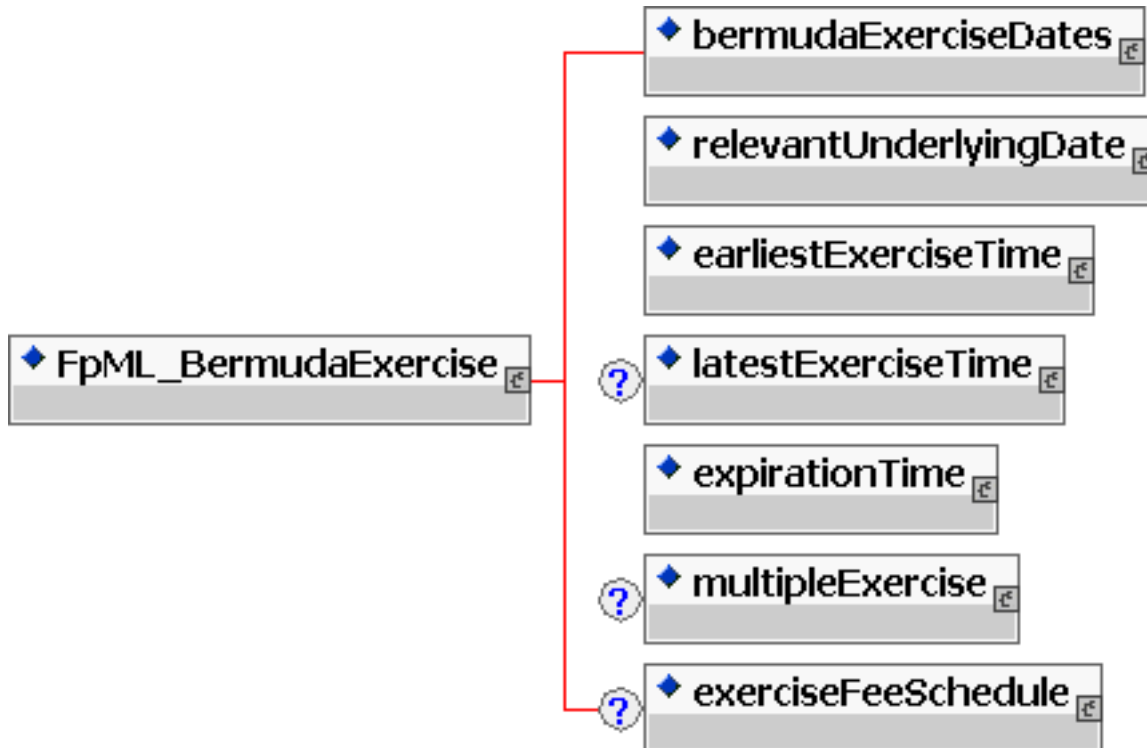 bermudaExerciseDates
relevantUnderlyingDate
earliestExerciseTime
FpML_BermudaExercise
? latestExerciseTime
expirationTime
? multipleExercise
? exerciseFeeSchedule